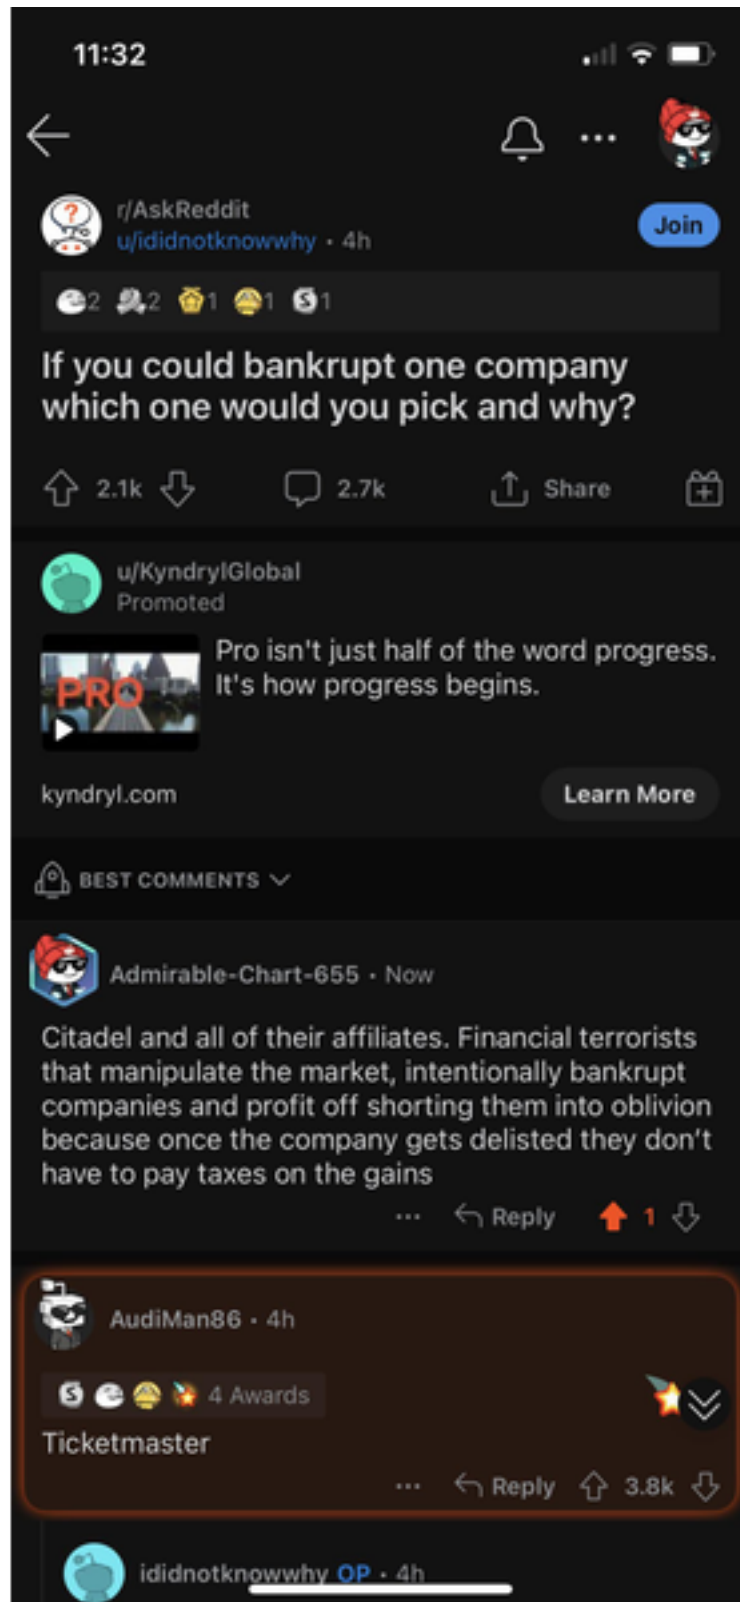 11:32
r/AskReddit
u/ididnotknowwhy • 4h
Join
2 2 1 1 1
If you could bankrupt one company
which one would you pick and why?
2.1k 2.7k Share
u/KyndrylGlobal
Promoted
PRO
Pro isn't just half of the word progress.
It's how progress begins.
kyndryl.com
Learn More
BEST COMMENTS
Admirable-Chart-655 • Now
Citadel and all of their affiliates. Financial terrorists
that manipulate the market, intentionally bankrupt
companies and profit off shorting them into oblivion
because once the company gets delisted they don't
have to pay taxes on the gains
... Reply 1
AudiMan86 • 4h
S 4 Awards
Ticketmaster
... Reply 3.8k
ididnotknowwhy OP • 4h